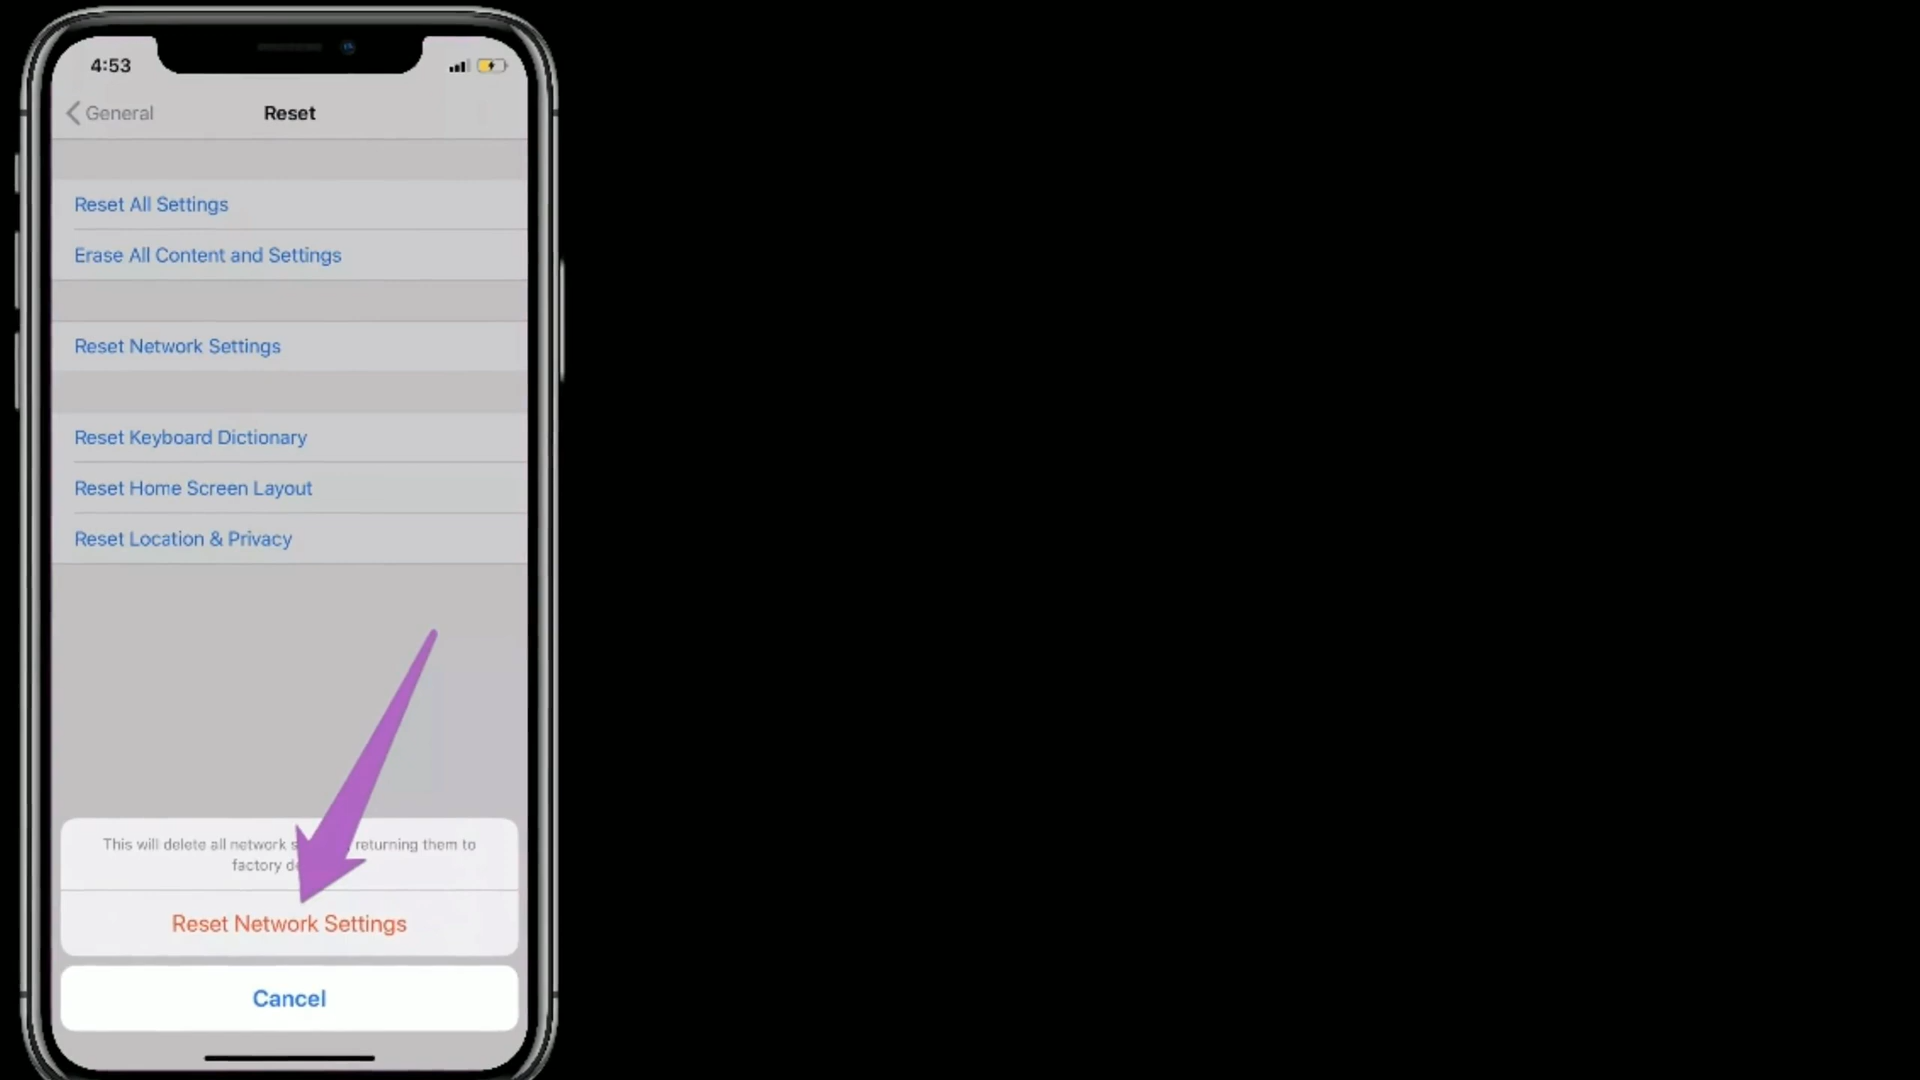 4:53
General
Reset
Reset All Settings
Erase All Content and Settings
Reset Network Settings
Reset Keyboard Dictionary
Reset Home Screen Layout
Reset Location & Privacy
This will delete all network returning them to
factory
Reset Network Settings
Cancel